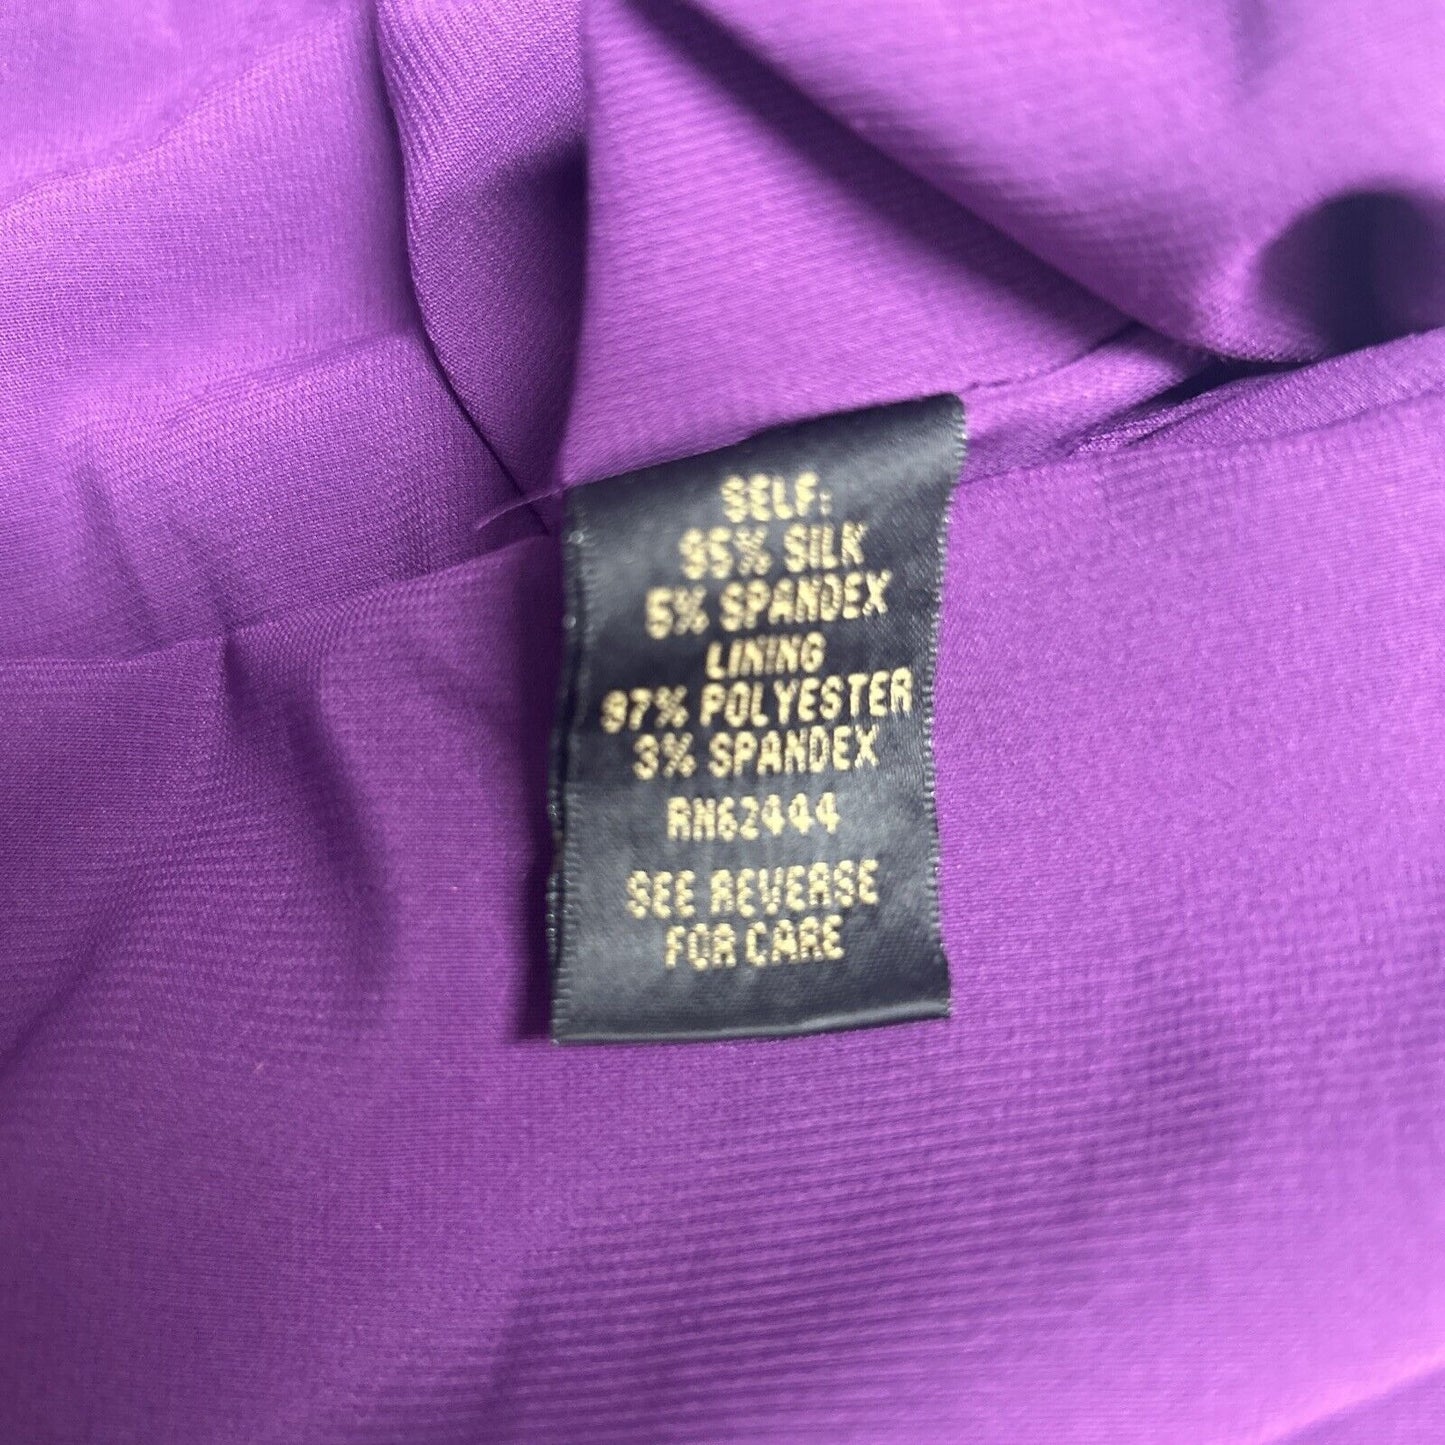 SELF:
95% SILK
5% SPANDEX
LINING
97% POLYESTER
3% SPANDEX
RN62444
SEE REVERSE
FOR CARE